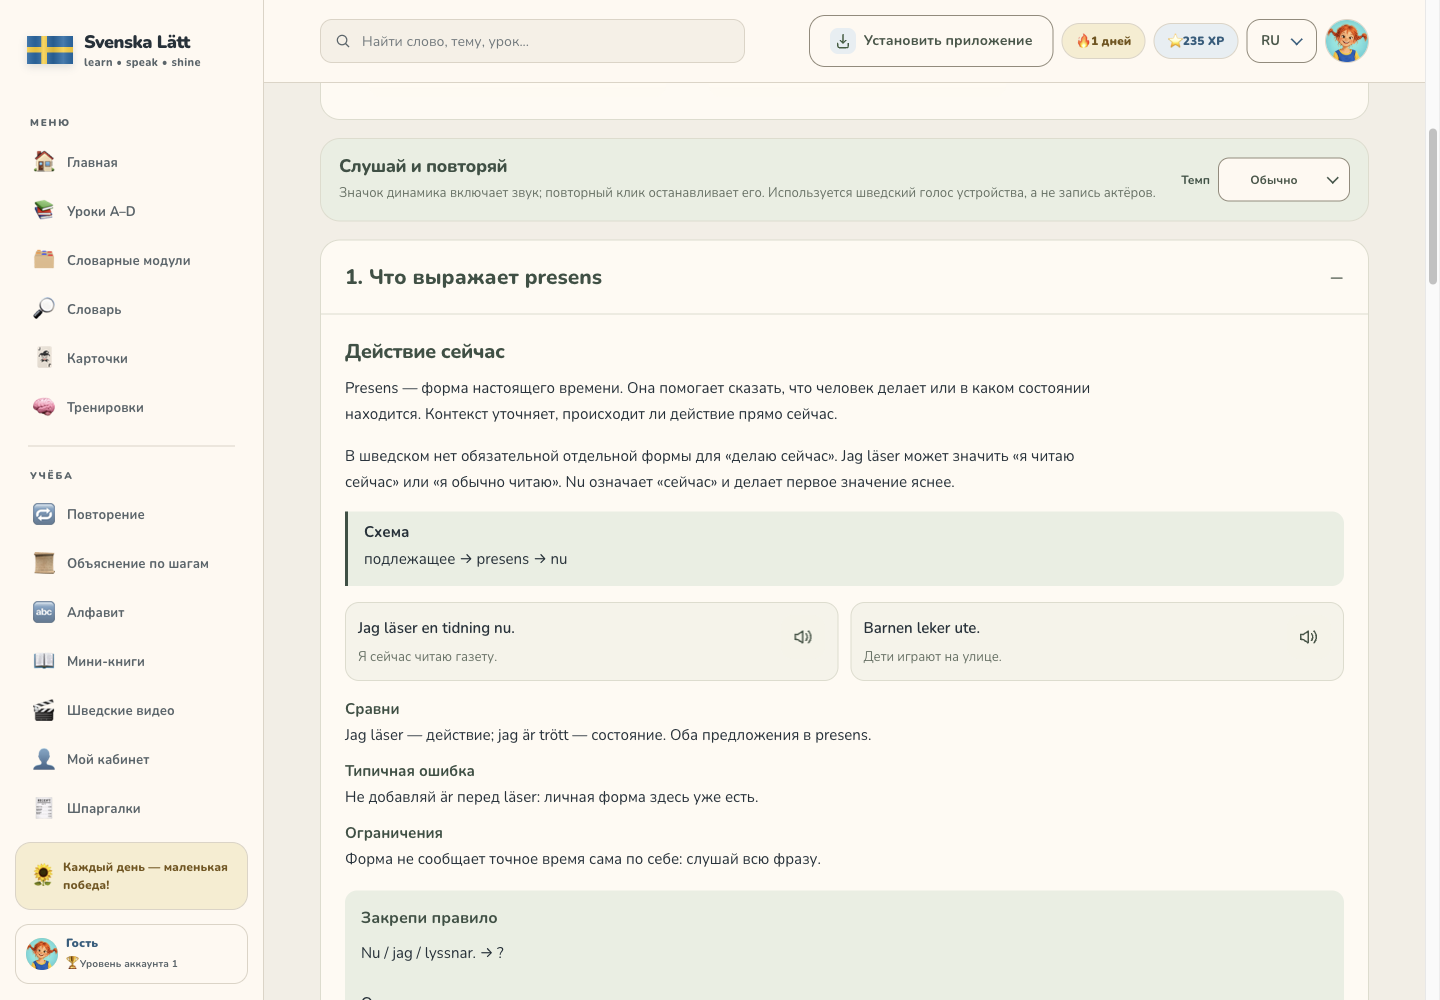 Svenska Lätt
learn • speak • shine
МЕНЮ
Главная
Уроки A–D
Словарные модули
Словарь
Карточки
Тренировки
УЧЁБА
Повторение
Объяснение по шагам
Алфавит
Мини-книги
Шведские видео
Мой кабинет
Шпаргалки
Каждый день — маленькая
победа!
Гость
Уровень аккаунта 1
Найти слово, тему, урок...
Установить приложение
1 дней
235 XP
RU
Слушай и повторяй
Значок динамика включает звук; повторный клик останавливает его. Используется шведский голос устройства, а не запись актёров.
Темп
Обычно
1. Что выражает presens
Действие сейчас
Presens — форма настоящего времени. Она помогает сказать, что человек делает или в каком состоянии
находится. Контекст уточняет, происходит ли действие прямо сейчас.
В шведском нет обязательной отдельной формы для «делаю сейчас». Jag läser может значить «я читаю
сейчас» или «я обычно читаю». Nu означает «сейчас» и делает первое значение яснее.
Схема
подлежащее → presens → nu
Jag läser en tidning nu.
Я сейчас читаю газету.
Barnen leker ute.
Дети играют на улице.
Сравни
Jag läser — действие; jag är trött — состояние. Оба предложения в presens.
Типичная ошибка
Не добавляй är перед läser: личная форма здесь уже есть.
Ограничения
Форма не сообщает точное время сама по себе: слушай всю фразу.
Закрепи правило
Nu / jag / lyssnar. → ?